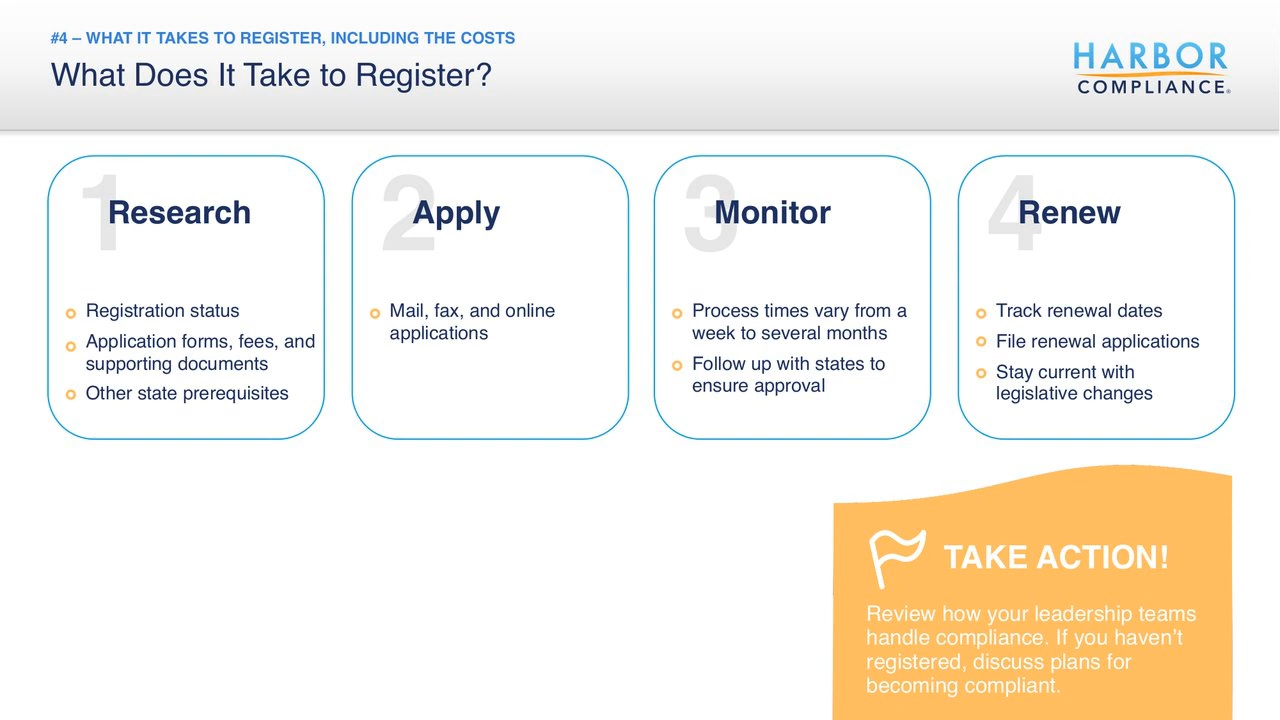 #4 – WHAT IT TAKES TO REGISTER, INCLUDING THE COSTS
What Does It Take to Register?
HARBOR
COMPLIANCE®
1
Research
Registration status
Application forms, fees, and
supporting documents
Other state prerequisites
2
Apply
Mail, fax, and online
applications
3
Monitor
Process times vary from a
week to several months
Follow up with states to
ensure approval
4
Renew
Track renewal dates
File renewal applications
Stay current with
legislative changes
TAKE ACTION!
Review how your leadership teams
handle compliance. If you haven't
registered, discuss plans for
becoming compliant.